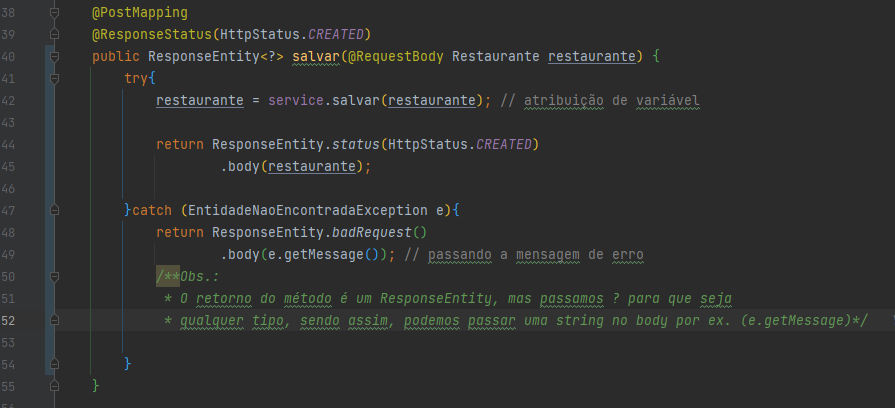 38 @PostMapping
39 @ResponseStatus(HttpStatus.CREATED)
40 public ResponseEntity<?> salvar(@RequestBody Restaurante restaurante) {
41 try{
42 restaurante = service.salvar(restaurante); // atribuição de variável
43
44 return ResponseEntity.status(HttpStatus.CREATED)
45 .body(restaurante);
46
47 }catch (EntidadeNaoEncontradaException e){
48 return ResponseEntity.badRequest()
49 .body(e.getMessage()); // passando a mensagem de erro
50 /**Obs.:
51 * O retorno do método é um ResponseEntity, mas passamos ? para que seja
52 * qualquer tipo, sendo assim, podemos passar uma string no body por ex. (e.getMessage)*/
53
54 }
55 }
56